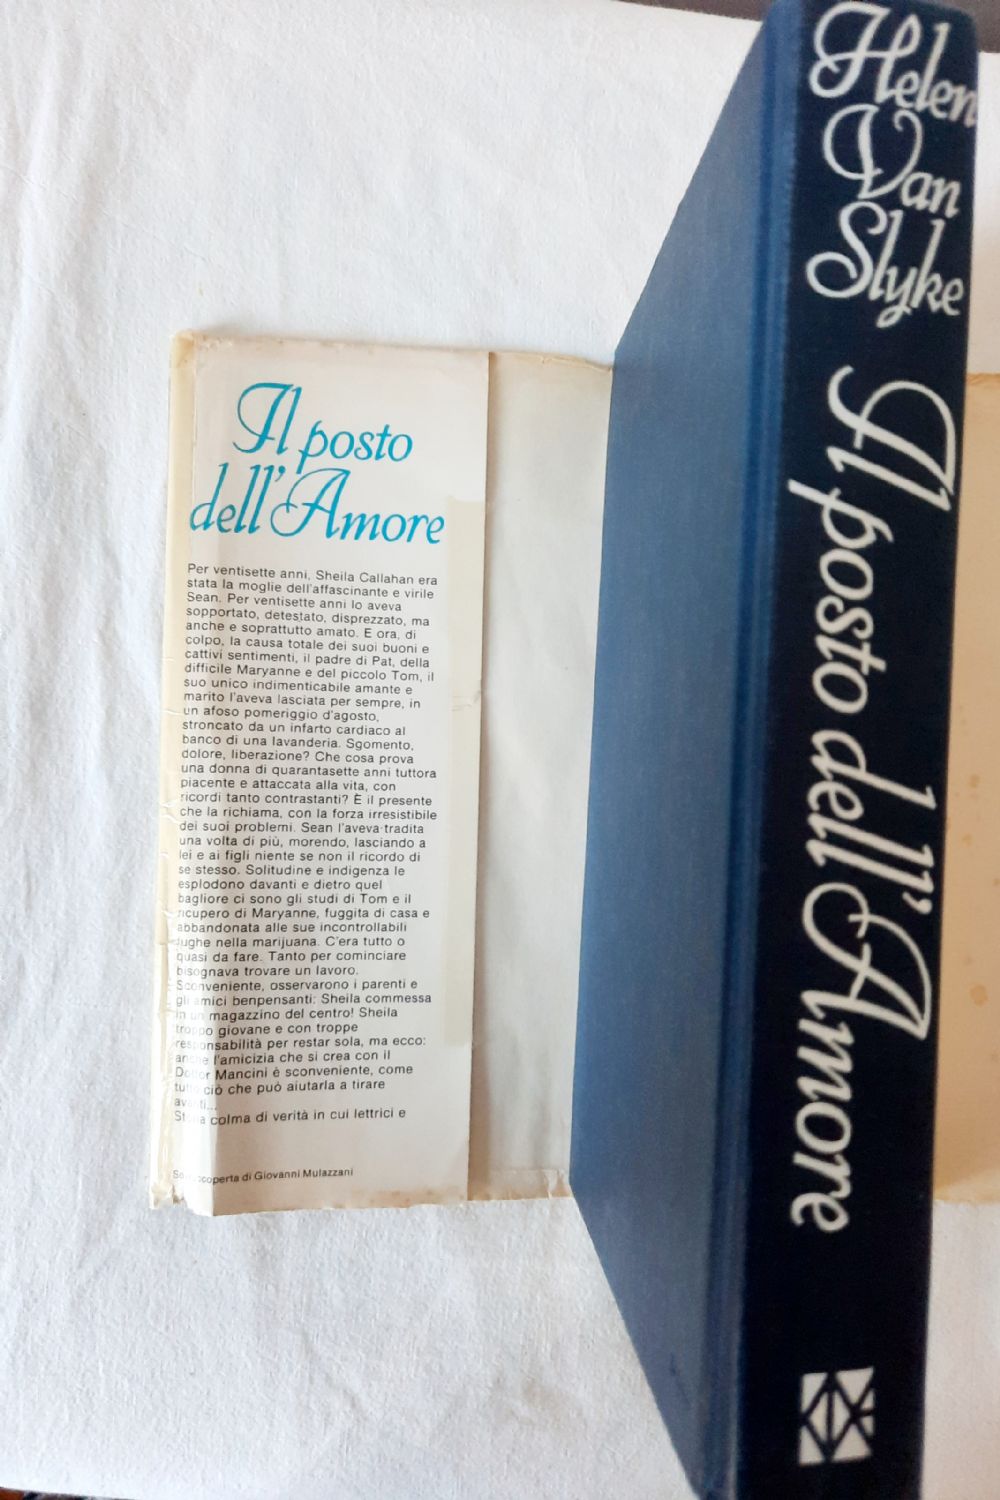 Il posto
dell'Amore
Per ventisette anni, Sheila Callahan era
stata la moglie dell'affascinante e virile
Sean. Per ventisette anni lo aveva
sopportato, detestato, disprezzato, ma
anche e soprattutto amato. E ora, di
colpo, la causa totale dei suoi buoni e
cattivi sentimenti, il padre di Pat, della
difficile Maryanne e del piccolo Tom, il
suo unico indimenticabile amante e
marito l'aveva lasciata per sempre, in
un afoso pomeriggio d'agosto,
stroncato da un infarto cardiaco al
banco di una lavanderia. Sgomento,
dolore, liberazione? Che cosa prova
una donna di quarantasette anni tuttora
piacente e attaccata alla vita, con
ricordi tanto contrastanti? È il presente
che la richiama, con la forza irresistibile
dei suoi problemi. Sean l'aveva tradita
una volta di più, morendo, lasciando a
lei e ai figli niente se non il ricordo di
se stesso. Solitudine e indigenza le
esplodono davanti e dietro quel
bagliore ci sono gli studi di Tom e il
ricupero di Maryanne, fuggita di casa e
abbandonata alle sue incontrollabili
fughe nella marijuana. C'era tutto o
quasi da fare. Tanto per cominciare
bisognava trovare un lavoro.
Sconveniente, osservarono i parenti e
gli amici benpensanti: Sheila commessa
in un magazzino del centro! Sheila
troppo giovane e con troppe
responsabilità per restar sola, ma ecco:
anche l'amicizia che si crea con il
Dottor Mancini è sconveniente, come
tutto ciò che può aiutarla a tirare
avanti...
Storia colma di verità in cui lettrici e
Sovraccoperta di Giovanni Mulazzani
Helen
Van
Slyke
Il posto dell'Amore